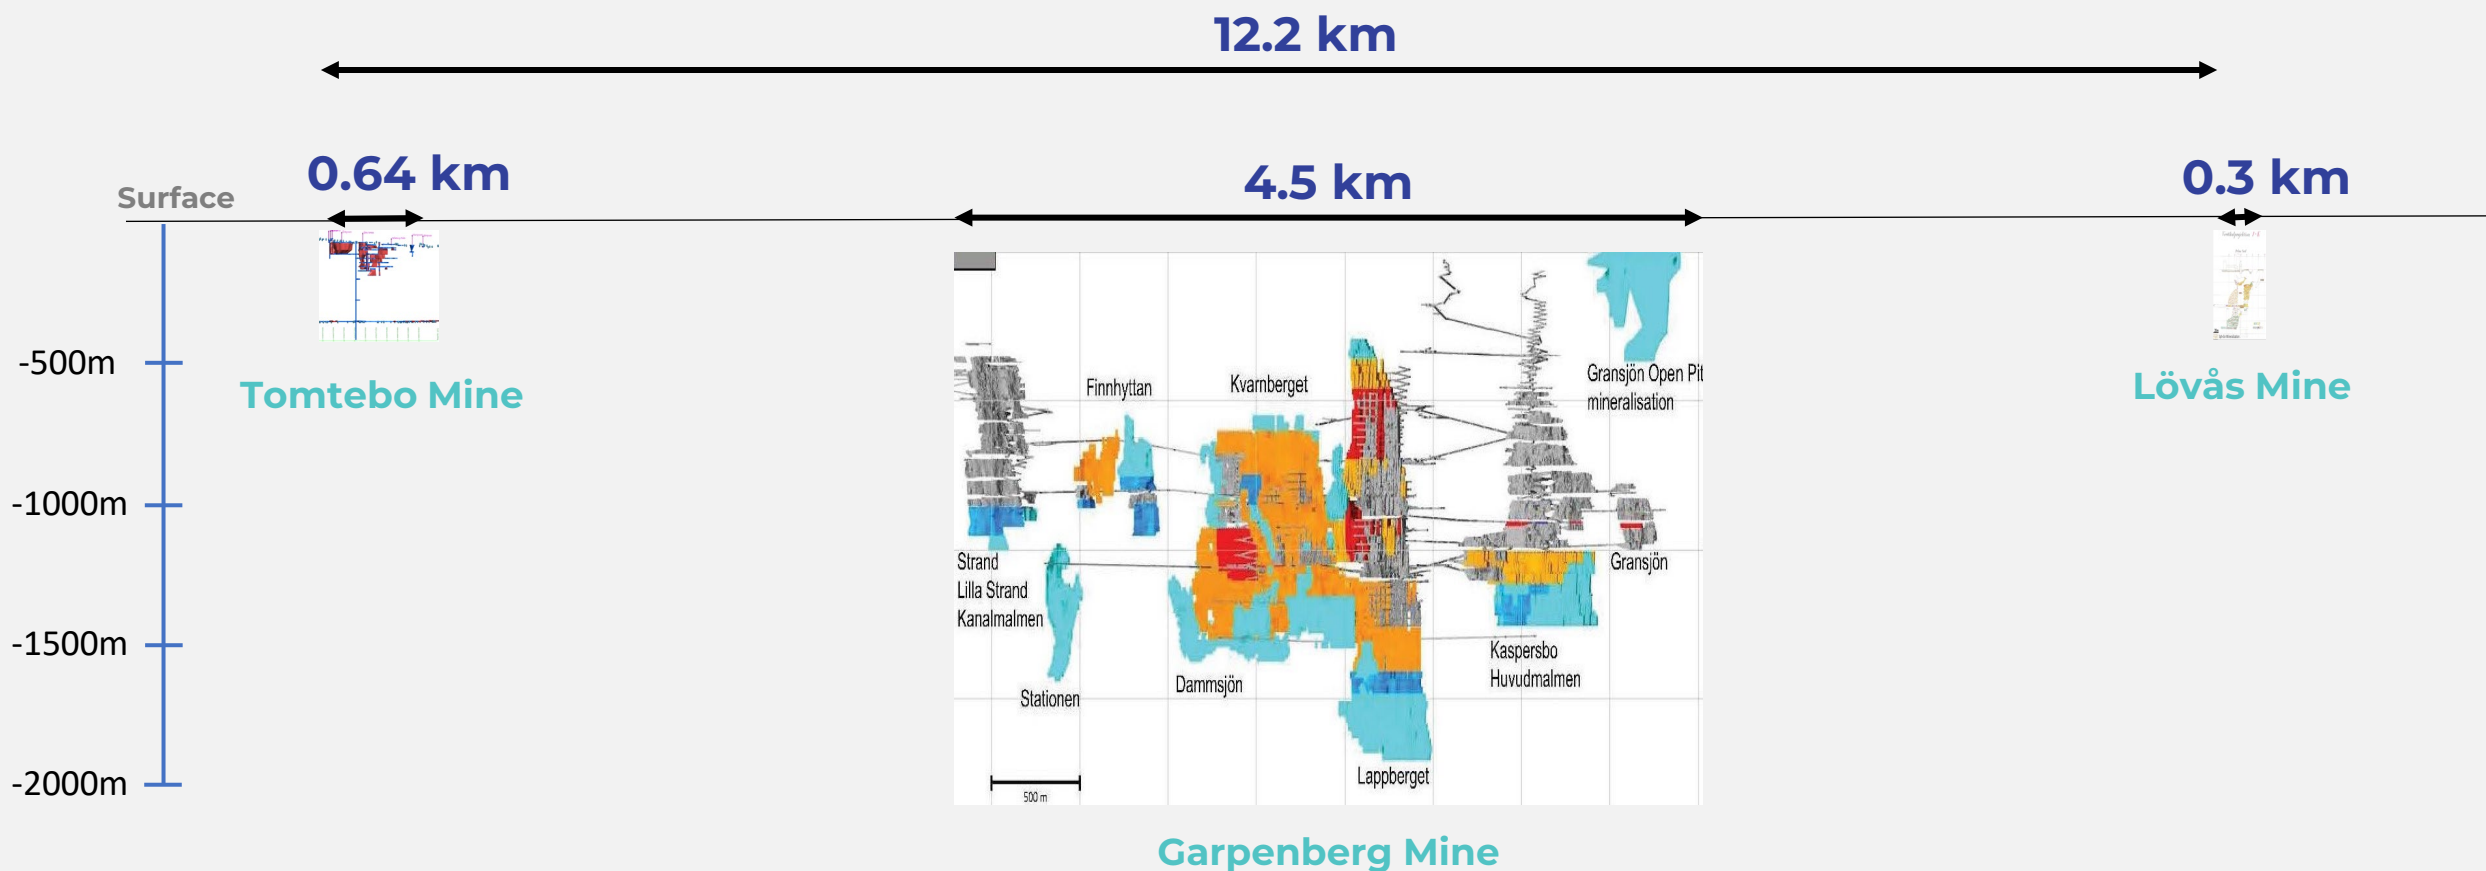 12.2 km
0.64 km
4.5 km
0.3 km
Surface
-500m
-1000m
-1500m
-2000m
Tomtebo Mine
Lövås Mine
Finnhyttan
Kvarnberget
Gransjön Open Pit
mineralisation
Strand
Lilla Strand
Kanalmalmen
Gransjön
Stationen
Dammsjön
Kaspersbo
Huvudmalmen
Lappberget
500 m
Garpenberg Mine